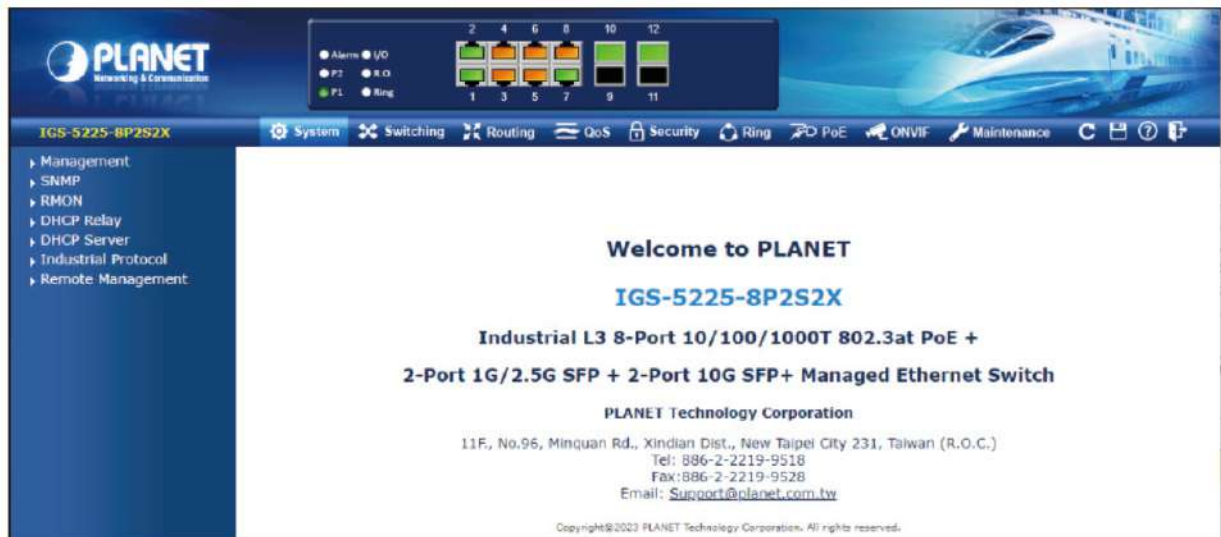 PLANET
Networking & Communication
Alarm I/O
P2 R.O.
P1 Ring
2 4 6 8 10 12
1 3 5 7 9 11
IGS-5225-8P2S2X
System Switching Routing QoS Security Ring PoE ONVIF Maintenance
Management
SNMP
RMON
DHCP Relay
DHCP Server
Industrial Protocol
Remote Management
Welcome to PLANET
IGS-5225-8P2S2X
Industrial L3 8-Port 10/100/1000T 802.3at PoE +
2-Port 1G/2.5G SFP + 2-Port 10G SFP+ Managed Ethernet Switch
PLANET Technology Corporation
11F., No.96, Minquan Rd., Xindian Dist., New Taipei City 231, Taiwan (R.O.C.)
Tel: 886-2-2219-9518
Fax:886-2-2219-9528
Email: Support@planet.com.tw
Copyright©2023 PLANET Technology Corporation. All rights reserved.